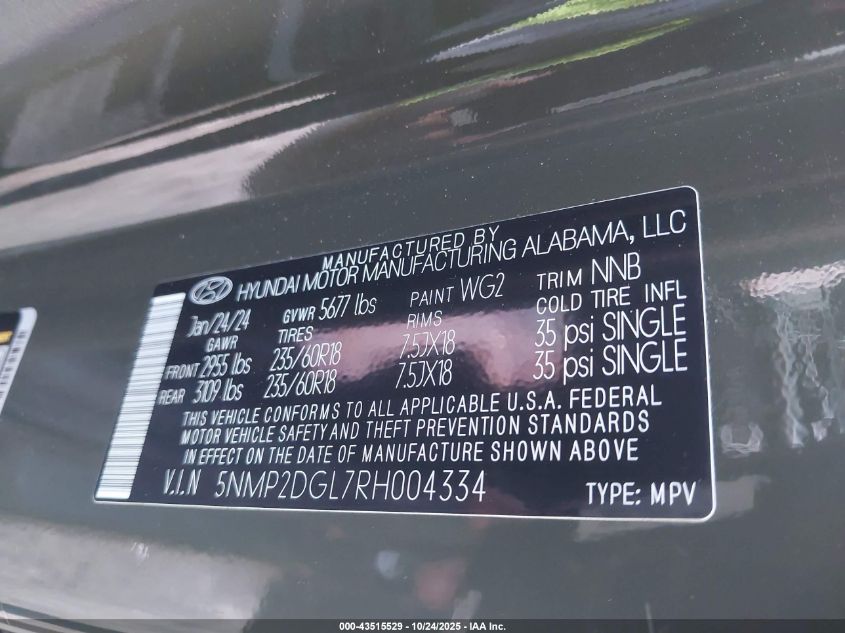 MANUFACTURED BY
HYUNDAI MOTOR MANUFACTURING ALABAMA, LLC
Jan/24/24 GVWR 5677 lbs PAINT WG2 TRIM NNB
GAWR TIRES RIMS COLD TIRE INFL
FRONT 2955 lbs 235/60R18 7.5JX18 35 psi SINGLE
REAR 3109 lbs 235/60R18 7.5JX18 35 psi SINGLE
THIS VEHICLE CONFORMS TO ALL APPLICABLE U.S.A. FEDERAL
MOTOR VEHICLE SAFETY AND THEFT PREVENTION STANDARDS
IN EFFECT ON THE DATE OF MANUFACTURE SHOWN ABOVE
V.I.N 5NMP2DGL7RH004334 TYPE: MPV
000-43515529 - 10/24/2025 - IAA Inc.